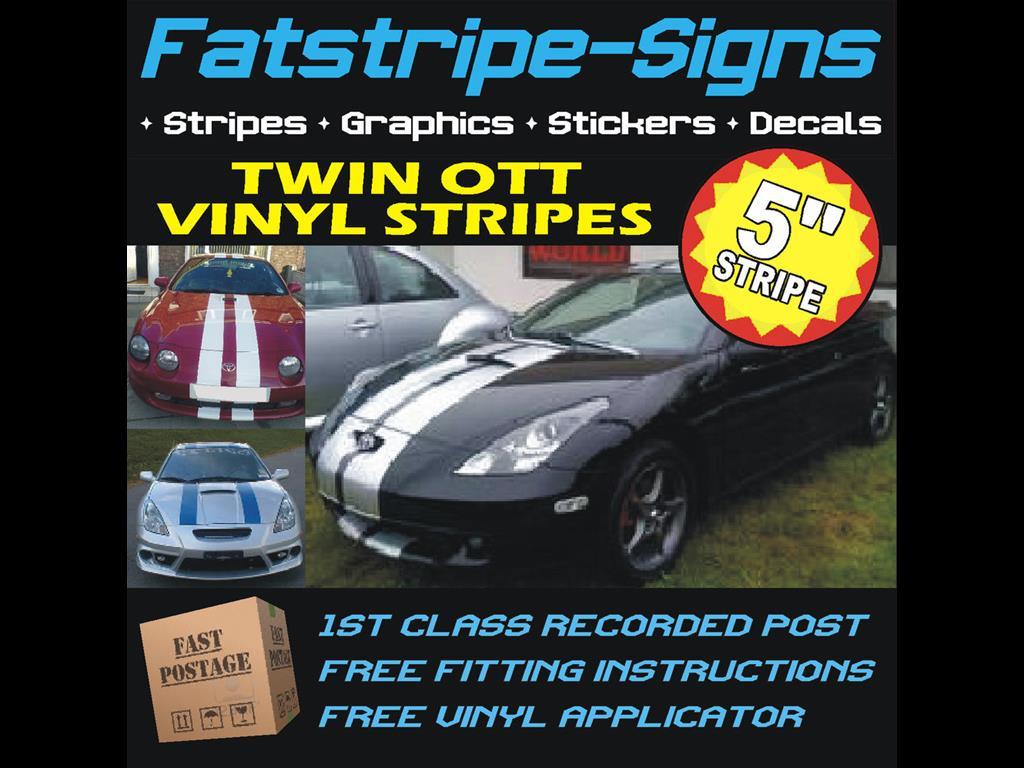 Fatstripe-Signs
✦ Stripes ✦ Graphics ✦ Stickers ✦ Decals
TWIN OTT
VINYL STRIPES
5"
STRIPE
WORLD
FAST
POSTAGE
1ST CLASS RECORDED POST
FREE FITTING INSTRUCTIONS
FREE VINYL APPLICATOR